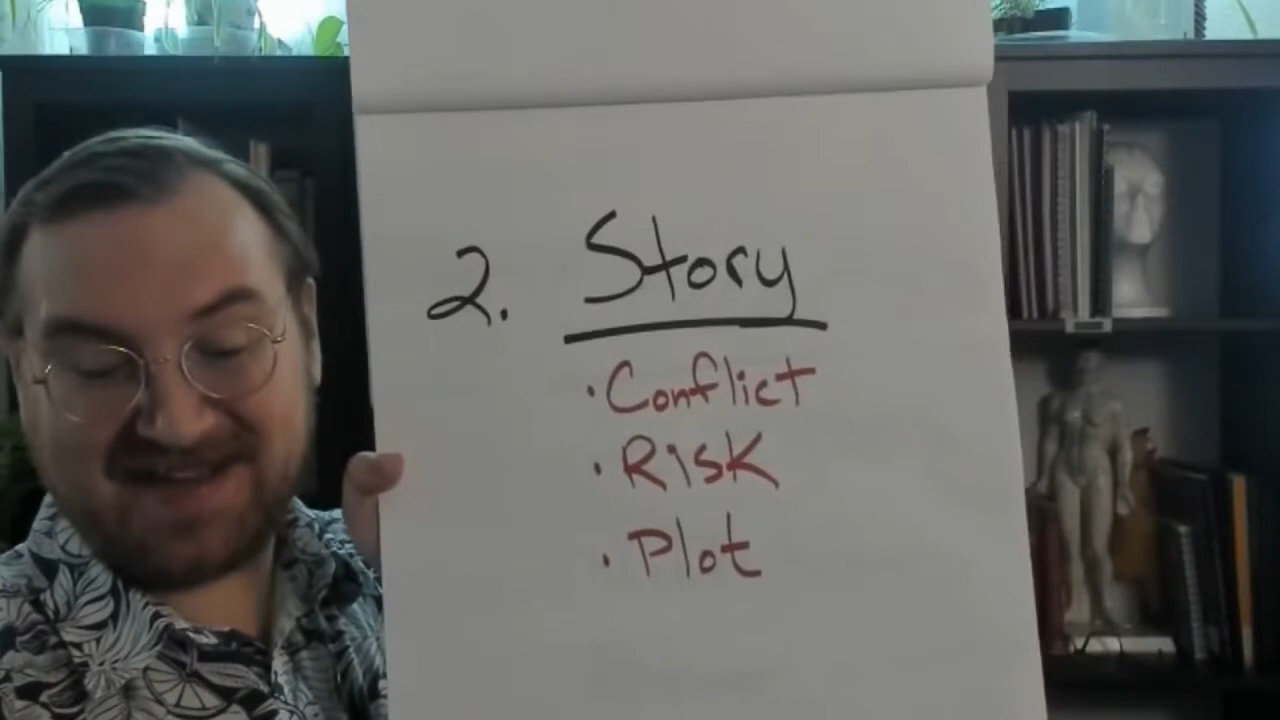 2. Story
· Conflict
· Risk
· Plot